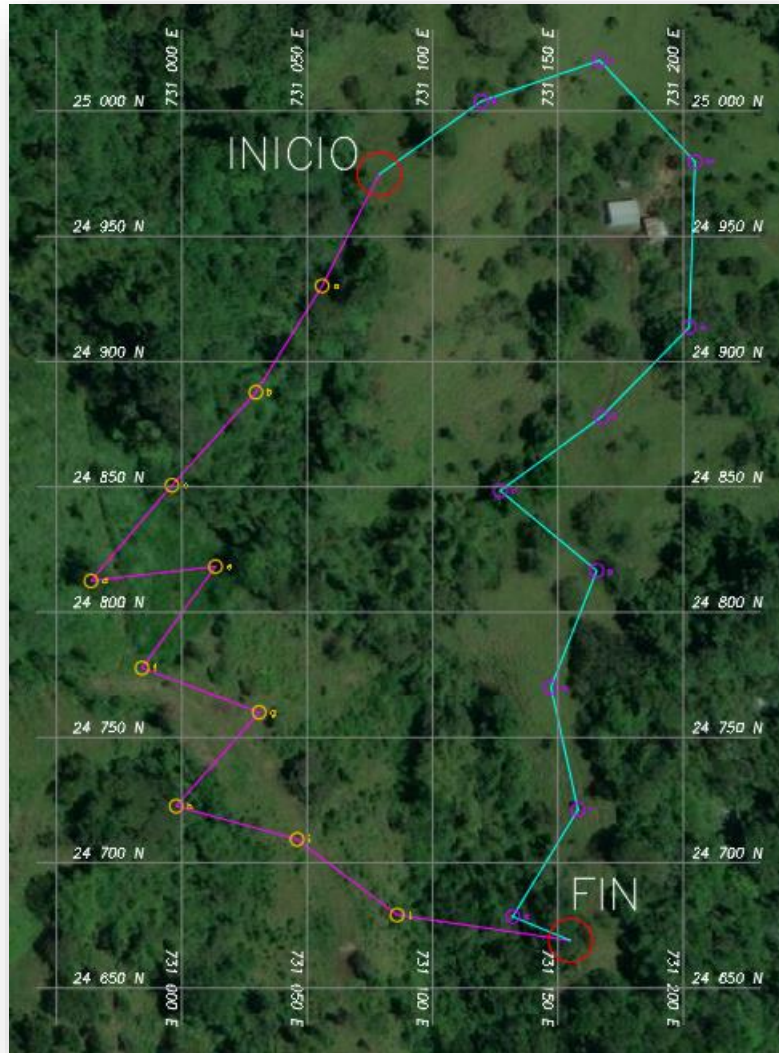 731 000 E
731 050 E
731 100 E
731 150 E
731 200 E
25 000 N
25 000 N
INICIO
24 950 N
24 950 N
a
24 900 N
24 900 N
b
24 850 N
24 850 N
c
d
e
24 800 N
24 800 N
f
g
24 750 N
24 750 N
h
i
24 700 N
24 700 N
FIN
j
24 650 N
24 650 N
731 000 E
731 050 E
731 100 E
731 150 E
731 200 E